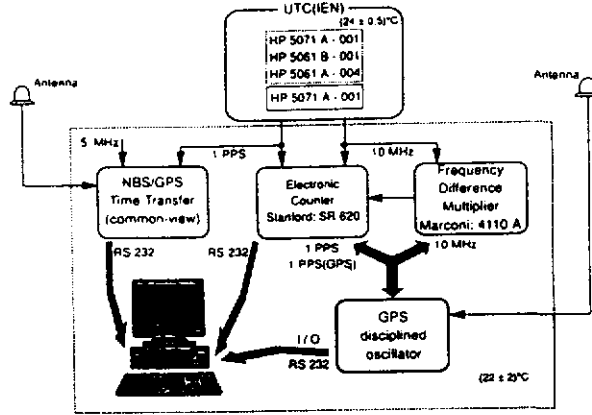 UTC(IEN)
(24 ± 0.5)°C
HP 5071 A - 001
HP 5061 B - 001
HP 5061 A - 004
HP 5071 A - 001
Antenna
Antenna
5 MHz
1 PPS
10 MHz
NBS/GPS
Time Transfer
(common-view)
Electronic
Counter
Stanford: SR 620
Frequency
Difference
Multiplier
Marconi: 4110 A
RS 232
RS 232
1 PPS
1 PPS(GPS)
10 MHz
GPS
disciplined
oscillator
I/O
RS 232
(22 ± 2)°C